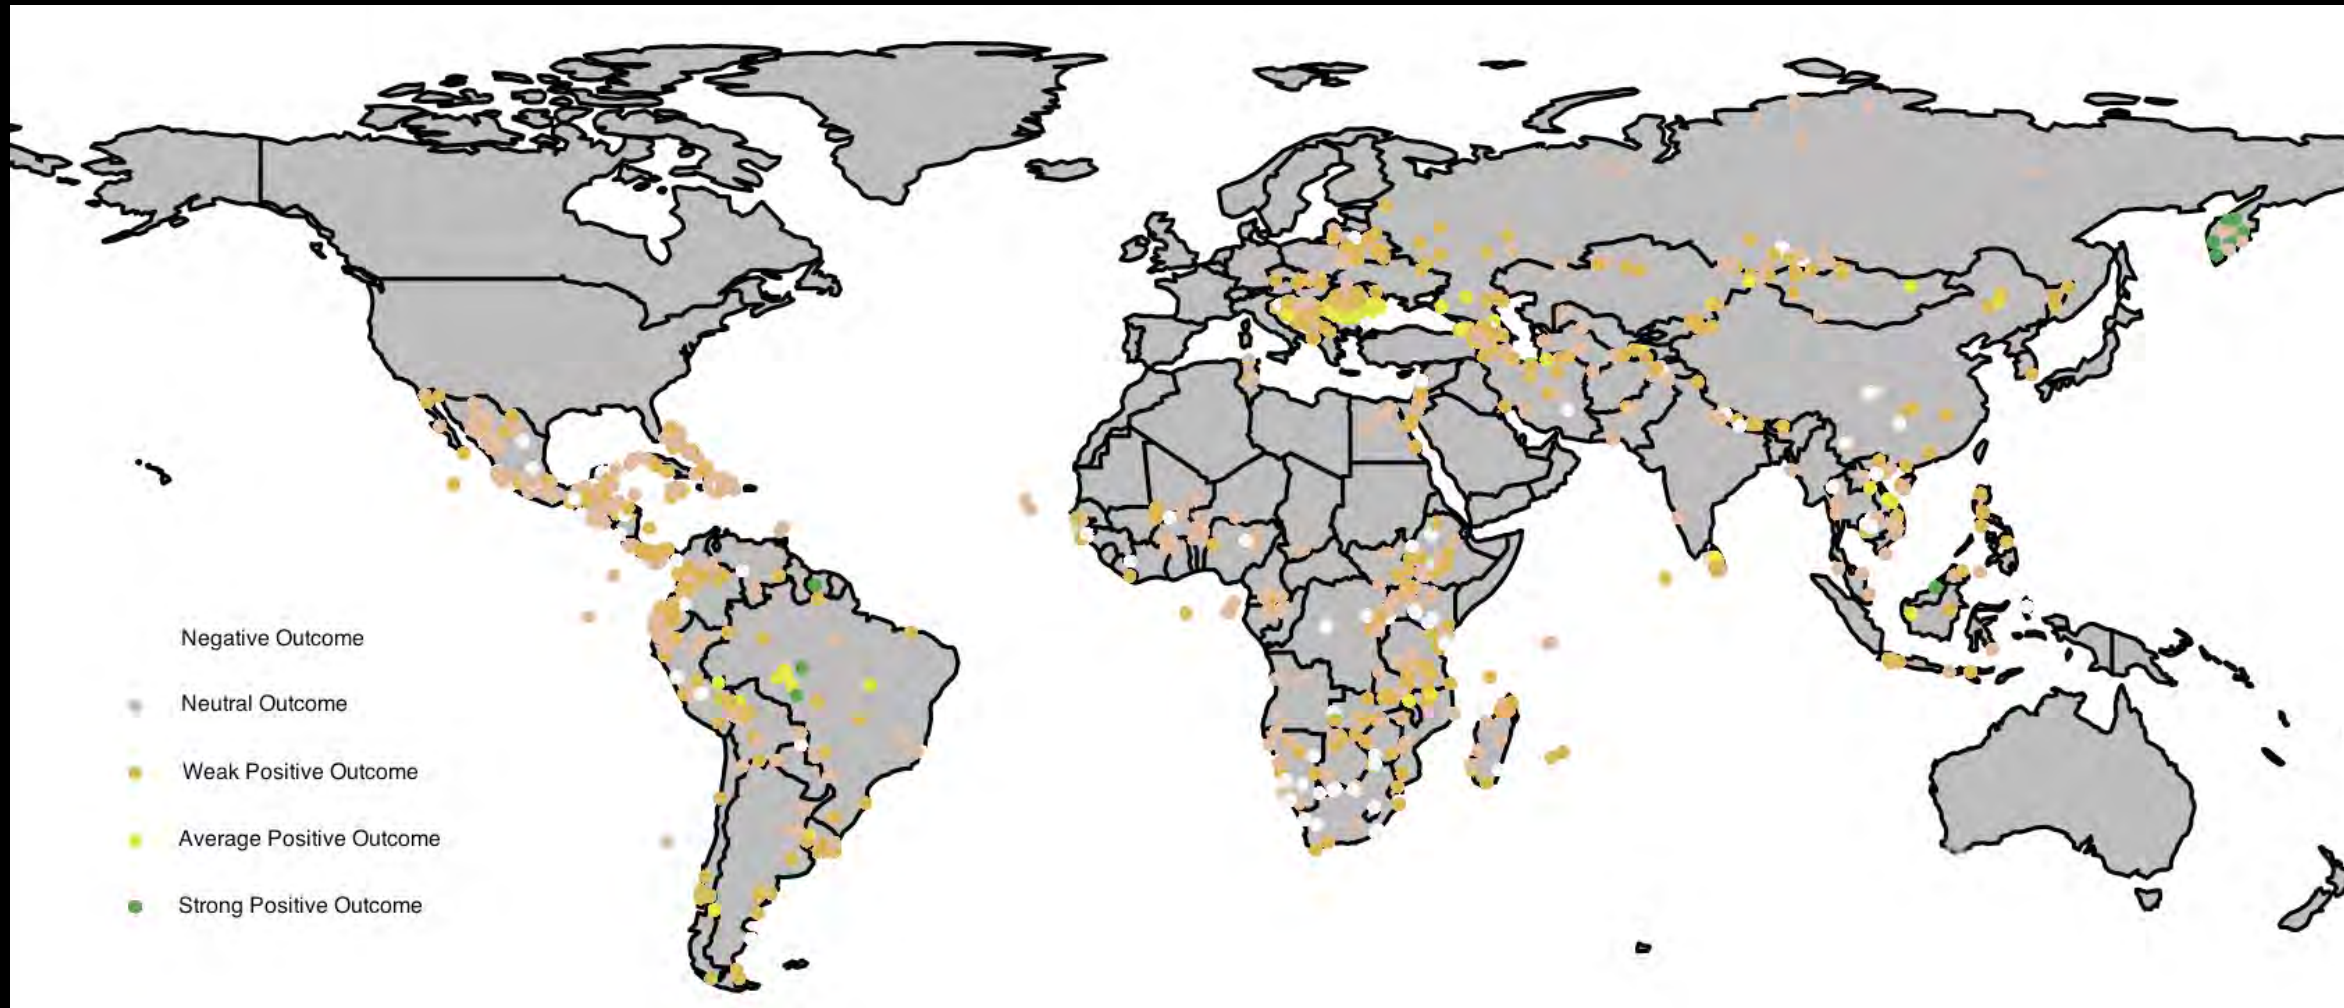 Negative Outcome
Neutral Outcome
Weak Positive Outcome
Average Positive Outcome
Strong Positive Outcome